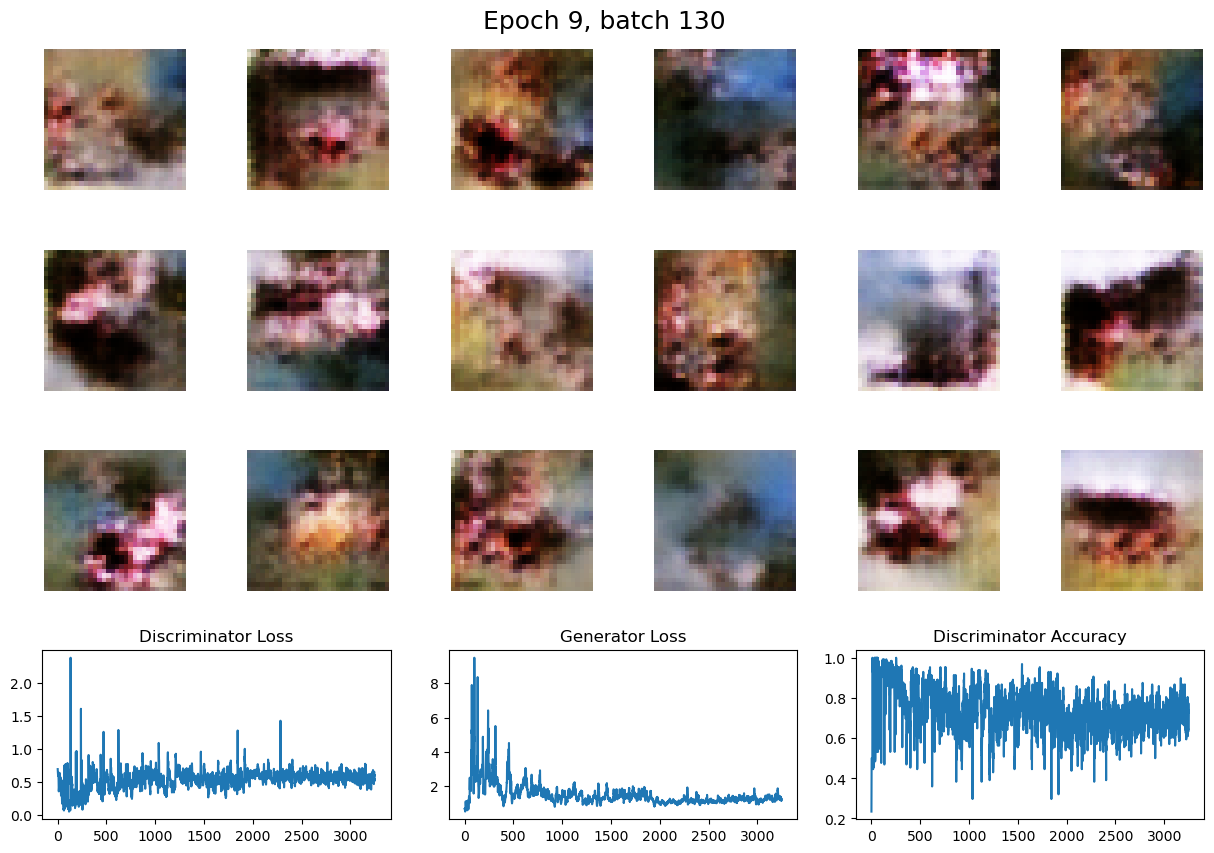 Epoch 9, batch 130
Discriminator Loss
Generator Loss
Discriminator Accuracy
2.0
1.5
1.0
0.5
0.0
0 500 1000 1500 2000 2500 3000
8
6
4
2
0 500 1000 1500 2000 2500 3000
1.0
0.8
0.6
0.4
0.2
0 500 1000 1500 2000 2500 3000